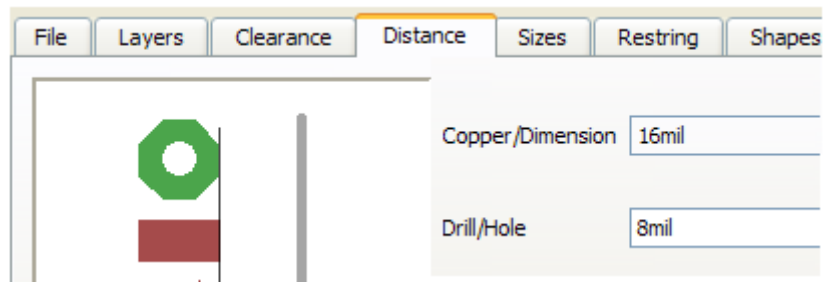 File Layers Clearance Distance Sizes Restring Shapes
Copper/Dimension 16mil
Drill/Hole 8mil